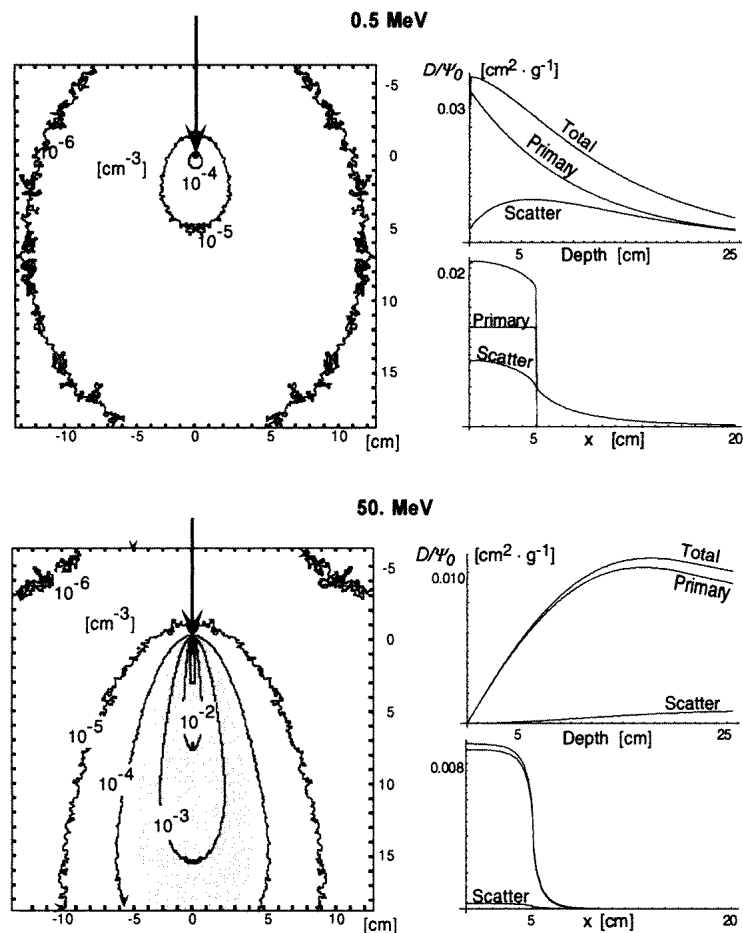 0.5 MeV
10-6
[cm-3]
10-4
10-5
-5
0
5
10
15
-10 -5 0 5 10 [cm]
D/Ψ0 [cm2 · g-1]
0.03
Total
Primary
Scatter
5 Depth [cm] 25
0.02
Primary
Scatter
5 x [cm] 20
50. MeV
10-6
[cm-3]
10-5
10-4
10-2
10-3
-5
0
5
10
15
-10 -5 0 5 10 [cm]
D/Ψ0 [cm2 · g-1]
0.010
Total
Primary
Scatter
5 Depth [cm] 25
0.008
Scatter
5 x [cm] 20